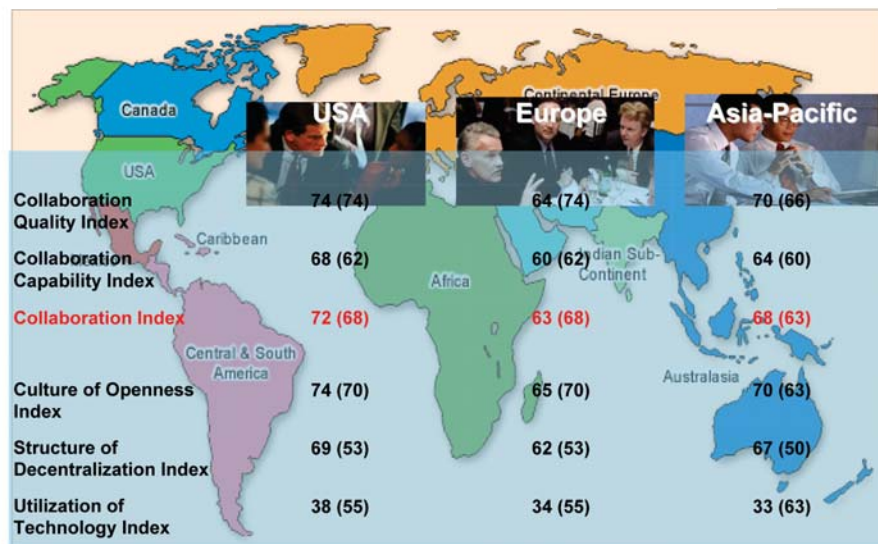 Continental Europe
Canada
USA Europe Asia-Pacific
USA
Collaboration
Quality Index 74 (74) 64 (74) 70 (66)
Caribbean
Collaboration
Capability Index 68 (62) 60 (62) 64 (60)
Indian Sub-
Continent
Africa
Collaboration Index 72 (68) 63 (68) 68 (63)
Central & South
America
Australasia
Culture of Openness
Index 74 (70) 65 (70) 70 (63)
Structure of
Decentralization Index 69 (53) 62 (53) 67 (50)
Utilization of
Technology Index 38 (55) 34 (55) 33 (63)